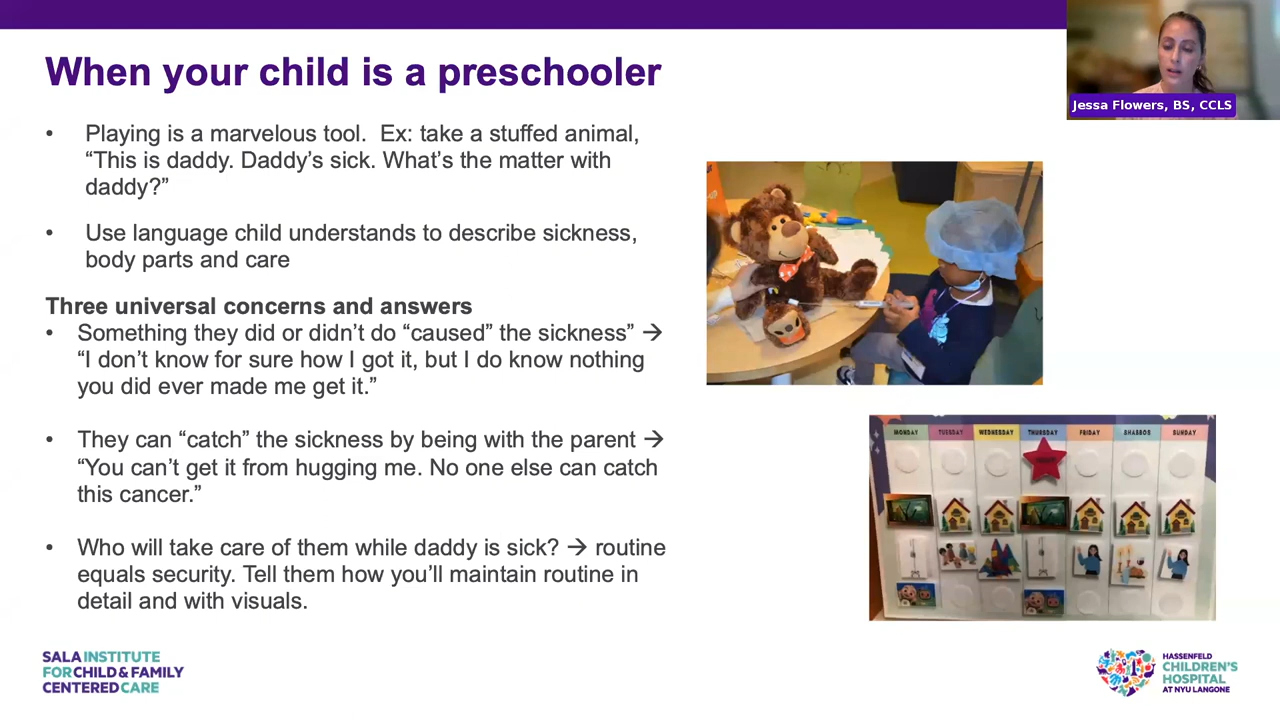 When your child is a preschooler
Jessa Flowers, BS, CCLS
• Playing is a marvelous tool.  Ex: take a stuffed animal,
“This is daddy. Daddy’s sick. What’s the matter with
daddy?”
• Use language child understands to describe sickness,
body parts and care
Three universal concerns and answers
• Something they did or didn’t do “caused” the sickness” →
“I don’t know for sure how I got it, but I do know nothing
you did ever made me get it.”
• They can “catch” the sickness by being with the parent →
“You can’t get it from hugging me. No one else can catch
this cancer.”
• Who will take care of them while daddy is sick? → routine
equals security. Tell them how you’ll maintain routine in
detail and with visuals.
MONDAY TUESDAY WEDNESDAY THURSDAY FRIDAY SHABBOS SUNDAY
SALA INSTITUTE
FOR CHILD & FAMILY
CENTERED CARE
HASSENFELD
CHILDREN’S
HOSPITAL
AT NYU LANGONE